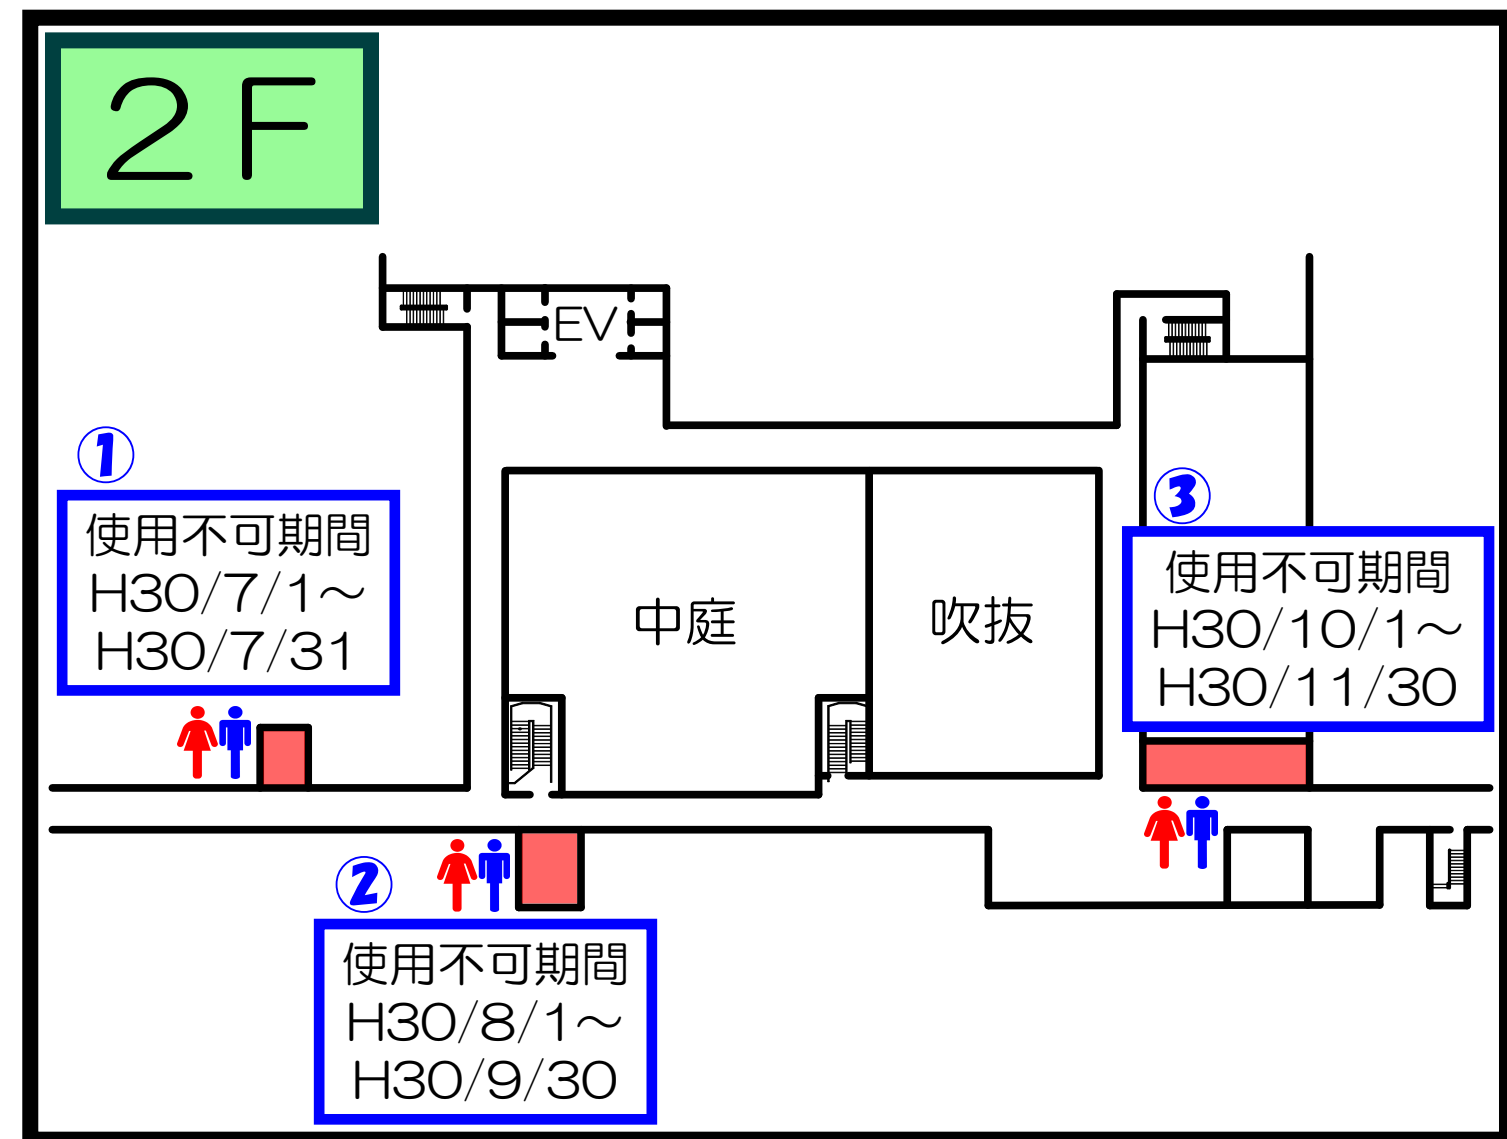 ２Ｆ
EV
①
使用不可期間
H30/7/1～
H30/7/31
③
使用不可期間
H30/10/1～
H30/11/30
中庭
吹抜
②
使用不可期間
H30/8/1～
H30/9/30